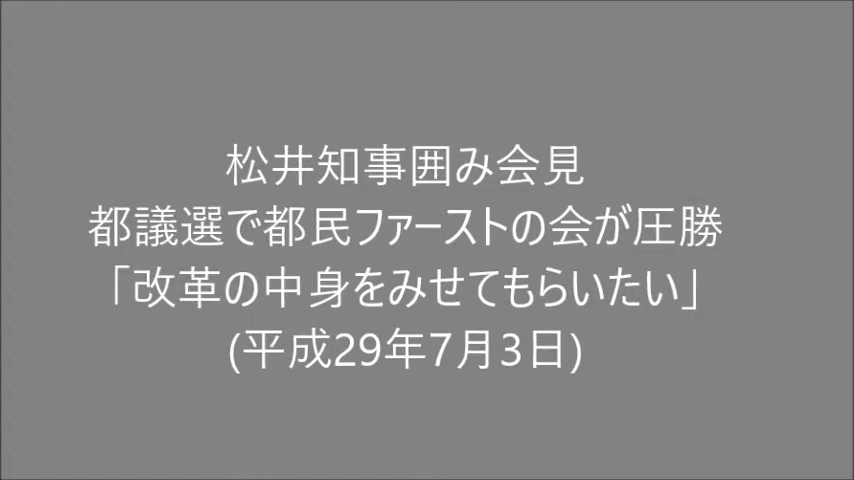 松井知事囲み会見
都議選で都民ファーストの会が圧勝
「改革の中身をみせてもらいたい」
(平成29年7月3日)